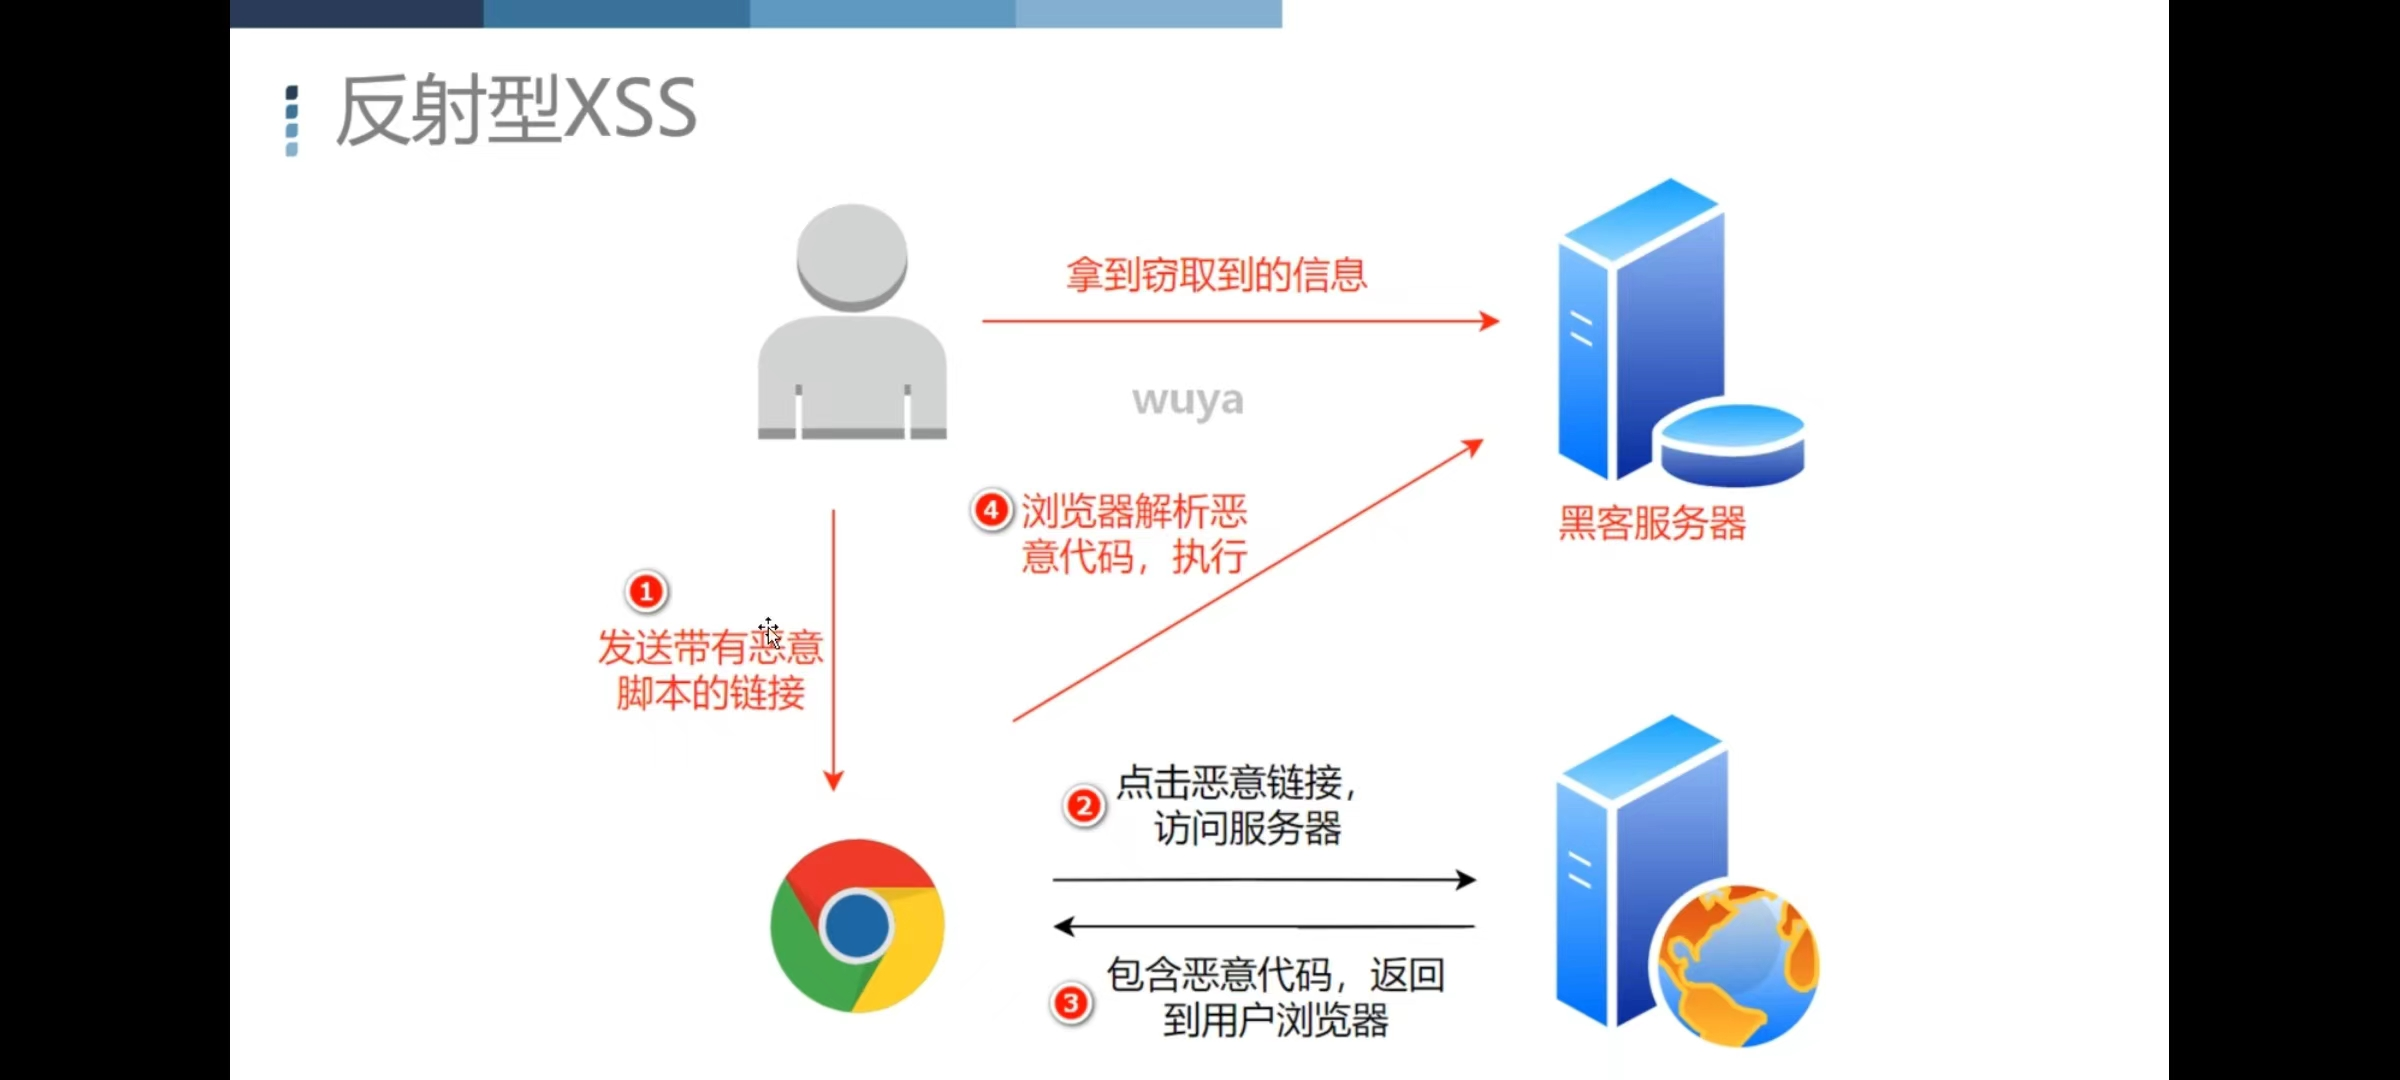 反射型XSS
拿到窃取到的信息
wuya
4 浏览器解析恶
意代码，执行
黑客服务器
1
发送带有恶意
脚本的链接
2 点击恶意链接，
访问服务器
3 包含恶意代码，返回
到用户浏览器